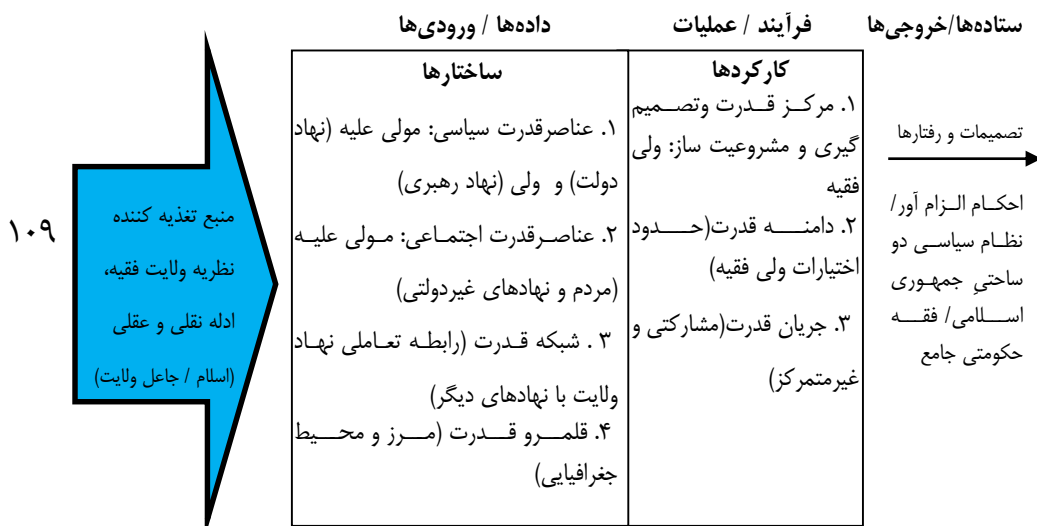 داده‌ها / ورودی‌ها
فرآیند / عملیات
ستاده‌ها/خروجی‌ها
۱۰۹
منبع تغذیه کننده
نظریه ولایت فقیه،
ادله نقلی و عقلی
(اسلام / جاعل ولایت)
ساختارها
۱. عناصرقدرت سیاسی: مولی علیه (نهاد
دولت) و ولی (نهاد رهبری)
۲. عناصرقدرت اجتماعی: مولی علیه
(مردم و نهادهای غیردولتی)
۳ . شبکه قدرت (رابطه تعاملی نهاد
ولایت با نهادهای دیگر)
۴. قلمرو قدرت (مرز و محیط
جغرافیایی)
کارکردها
۱. مرکز قدرت وتصمیم
گیری و مشروعیت ساز: ولی
فقیه
۲. دامنه قدرت(حدود
اختیارات ولی فقیه)
۳. جریان قدرت(مشارکتی و
غیرمتمرکز)
تصمیمات و رفتارها
احکام الزام آور/
نظام سیاسی دو
ساحتیِ جمهوری
اسلامی/ فقه
حکومتی جامع